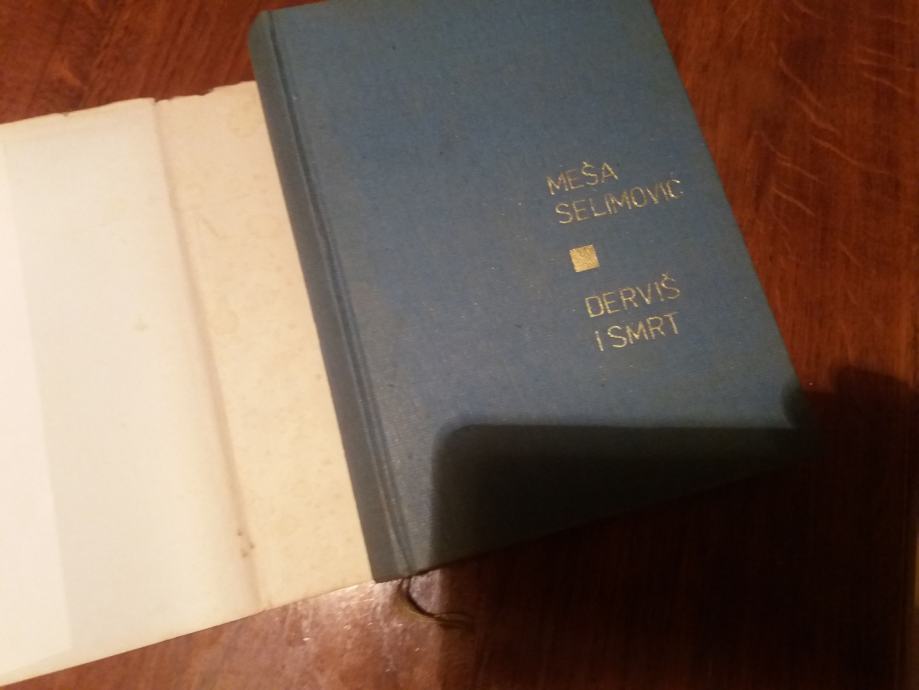 MEŠA
SELIMOVIĆ
DERVIŠ
I SMRT